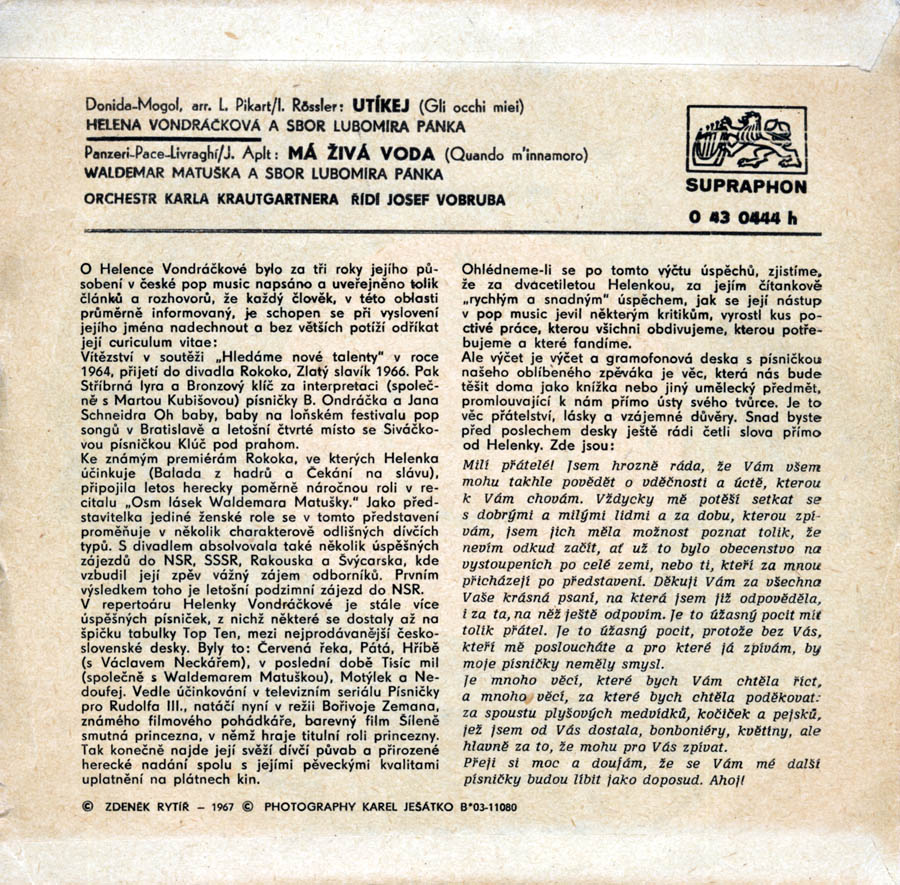 Donida-Mogol, arr. L. Pikart/I. Rössler: UTÍKEJ (Gli occhi miei)
HELENA VONDRÁČKOVÁ A SBOR LUBOMÍRA PÁNKA
Panzeri-Pace-Livraghi/J. Aplt: MÁ ŽIVÁ VODA (Quando m'innamoro)
WALDEMAR MATUŠKA A SBOR LUBOMÍRA PÁNKA
ORCHESTR KARLA KRAUTGARTNERA ŘÍDÍ JOSEF VOBRUBA
SUPRAPHON
0 43 0444 h
O Helence Vondráčkové bylo za tři roky jejího pů-
sobení v české pop music napsáno a uveřejněno tolik
článků a rozhovorů, že každý člověk, v této oblasti
průměrně informovaný, je schopen se při vyslovení
jejího jména nadechnout a bez větších potíží odříkat
její curiculum vitae:
Vítězství v soutěži „Hledáme nové talenty" v roce
1964, přijetí do divadla Rokoko, Zlatý slavík 1966. Pak
Stříbrná lyra a Bronzový klíč za interpretaci (společ-
ně s Martou Kubišovou) písničky B. Ondráčka a Jana
Schneidra Oh baby, baby na loňském festivalu pop
songů v Bratislavě a letošní čtvrté místo se Siváčko-
vou písničkou Klúč pod prahom.
Ke známým premiérám Rokoka, ve kterých Helenka
účinkuje (Balada z hadrů a Čekání na slávu),
připojila letos herecky poměrně náročnou roli v re-
citalu „Osm lásek Waldemara Matušky." Jako před-
stavitelka jediné ženské role se v tomto představení
proměňuje v několik charakterově odlišných dívčích
typů. S divadlem absolvovala také několik úspěšných
zájezdů do NSR, SSSR, Rakouska a Švýcarska, kde
vzbudil její zpěv vážný zájem odborníků. Prvním
výsledkem toho je letošní podzimní zájezd do NSR.
V repertoáru Helenky Vondráčkové je stále více
úspěšných písniček, z nichž některé se dostaly až na
špičku tabulky Top Ten, mezi nejprodávanější česko-
slovenské desky. Byly to: Červená řeka, Pátá, Hříbě
(s Václavem Neckářem), v poslední době Tisíc mil
(společně s Waldemarem Matuškou), Motýlek a Ne-
doufej. Vedle účinkování v televizním seriálu Písničky
pro Rudolfa III., natáčí nyní v režii Bořivoje Zemana,
známého filmového pohádkáře, barevný film Šíleně
smutná princezna, v němž hraje titulní roli princezny.
Tak konečně najde její svěží dívčí půvab a přirozené
herecké nadání spolu s jejími pěveckými kvalitami
uplatnění na plátnech kin.
Ohlédneme-li se po tomto výčtu úspěchů, zjistíme,
že za dvacetiletou Helenkou, za jejím čítankově
„rychlým a snadným" úspěchem, jak se její nástup
v pop music jevil některým kritikům, vyrostl kus po-
ctivé práce, kterou všichni obdivujeme, kterou potře-
bujeme a které fandíme.
Ale výčet je výčet a gramofonová deska s písničkou
našeho oblíbeného zpěváka je věc, která nás bude
těšit doma jako knížka nebo jiný umělecký předmět,
promlouvající k nám přímo ústy svého tvůrce. Je to
věc přátelství, lásky a vzájemné důvěry. Snad byste
před poslechem desky ještě rádi četli slova přímo
od Helenky. Zde jsou:
Milí přátelé! Jsem hrozně ráda, že Vám všem
mohu takhle povědět o vděčnosti a úctě, kterou
k Vám chovám. Vždycky mě potěší setkat se
s dobrými a milými lidmi a za dobu, kterou zpí-
vám, jsem jich měla možnost poznat tolik, že
nevím odkud začít, ať už to bylo obecenstvo na
vystoupeních po celé zemi, nebo ti, kteří za mnou
přicházejí po představení. Děkuji Vám za všechna
Vaše krásná psaní, na která jsem již odpověděla,
i za ta, na něž ještě odpovím. Je to úžasný pocit mít
tolik přátel. Je to úžasný pocit, protože bez Vás,
kteří mě posloucháte a pro které já zpívám, by
moje písničky neměly smysl.
Je mnoho věcí, které bych Vám chtěla říct,
a mnoho věcí, za které bych chtěla poděkovat:
za spoustu plyšových medvídků, kočiček a pejsků,
jež jsem od Vás dostala, bonboniéry, květiny, ale
hlavně za to, že mohu pro Vás zpívat.
Přeji si moc a doufám, že se Vám mé další
písničky budou líbit jako doposud. Ahoj!
© ZDENĚK RYTÍŘ – 1967 © PHOTOGRAPHY KAREL JEŠÁTKO B*03-11080